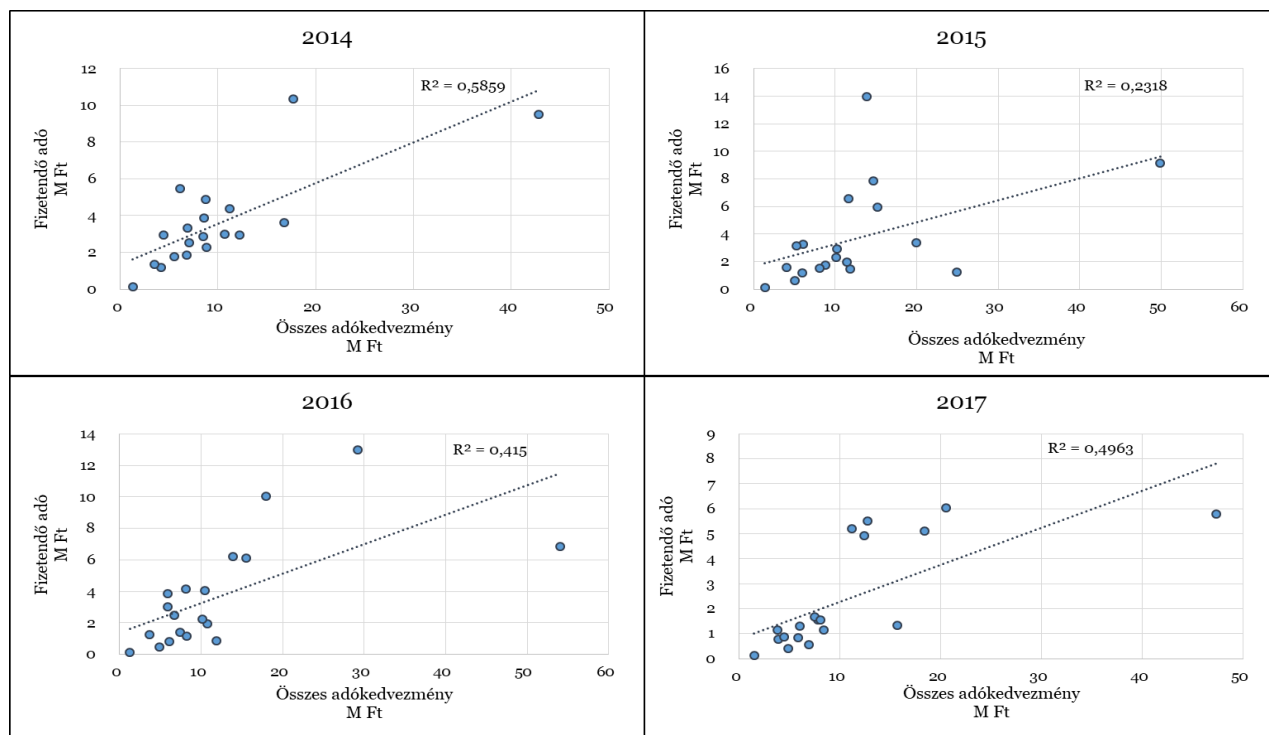 2014
Fizetendő adó
M Ft
12
10
8
6
4
2
0
R² = 0,5859
0 10 20 30 40 50
Összes adókedvezmény
M Ft
2015
Fizetendő adó
M Ft
16
14
12
10
8
6
4
2
0
R² = 0,2318
0 10 20 30 40 50 60
Összes adókedvezmény
M Ft
2016
Fizetendő adó
M Ft
14
12
10
8
6
4
2
0
R² = 0,415
0 10 20 30 40 50 60
Összes adókedvezmény
M Ft
2017
Fizetendő adó
M Ft
9
8
7
6
5
4
3
2
1
0
R² = 0,4963
0 10 20 30 40 50
Összes adókedvezmény
M Ft